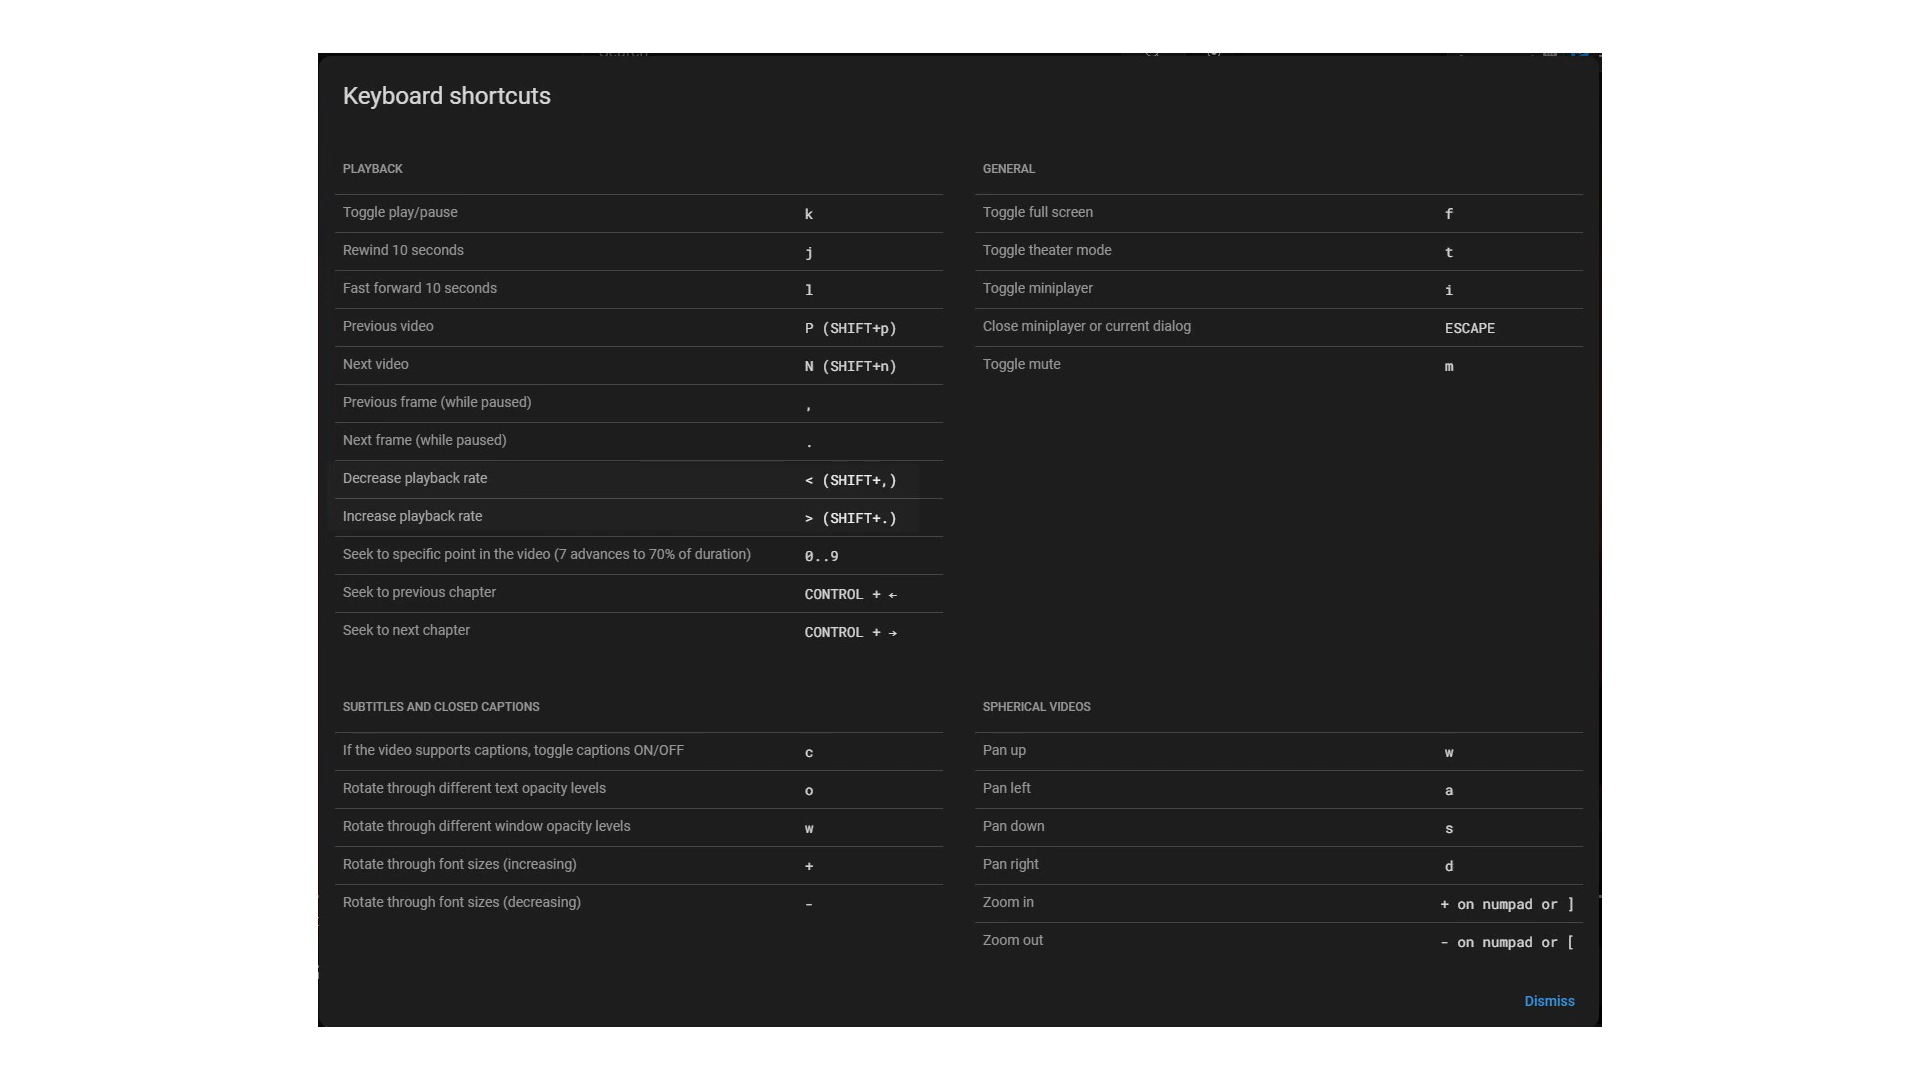 Keyboard shortcuts
PLAYBACK
Toggle play/pause k
Rewind 10 seconds j
Fast forward 10 seconds l
Previous video P (SHIFT+p)
Next video N (SHIFT+n)
Previous frame (while paused) ,
Next frame (while paused) .
Decrease playback rate < (SHIFT+,)
Increase playback rate > (SHIFT+.)
Seek to specific point in the video (7 advances to 70% of duration) 0..9
Seek to previous chapter CONTROL + ←
Seek to next chapter CONTROL + →
GENERAL
Toggle full screen f
Toggle theater mode t
Toggle miniplayer i
Close miniplayer or current dialog ESCAPE
Toggle mute m
SUBTITLES AND CLOSED CAPTIONS
If the video supports captions, toggle captions ON/OFF c
Rotate through different text opacity levels o
Rotate through different window opacity levels w
Rotate through font sizes (increasing) +
Rotate through font sizes (decreasing) -
SPHERICAL VIDEOS
Pan up w
Pan left a
Pan down s
Pan right d
Zoom in + on numpad or ]
Zoom out - on numpad or [
Dismiss